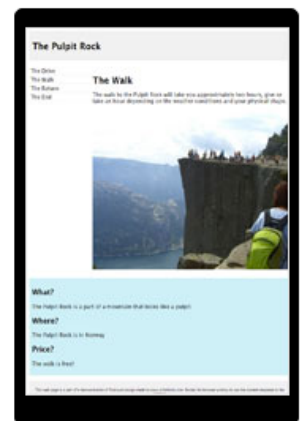 The Pulpit Rock
The Drive
The Walk
The Return
The End
The Walk
The walk to the Pulpit Rock will take you approximately two hours, give or
take an hour depending on the weather conditions and your physical shape.
What?
The Pulpit Rock is a part of a mountain that looks like a pulpit.
Where?
The Pulpit Rock is in Norway
Price?
The walk is free!